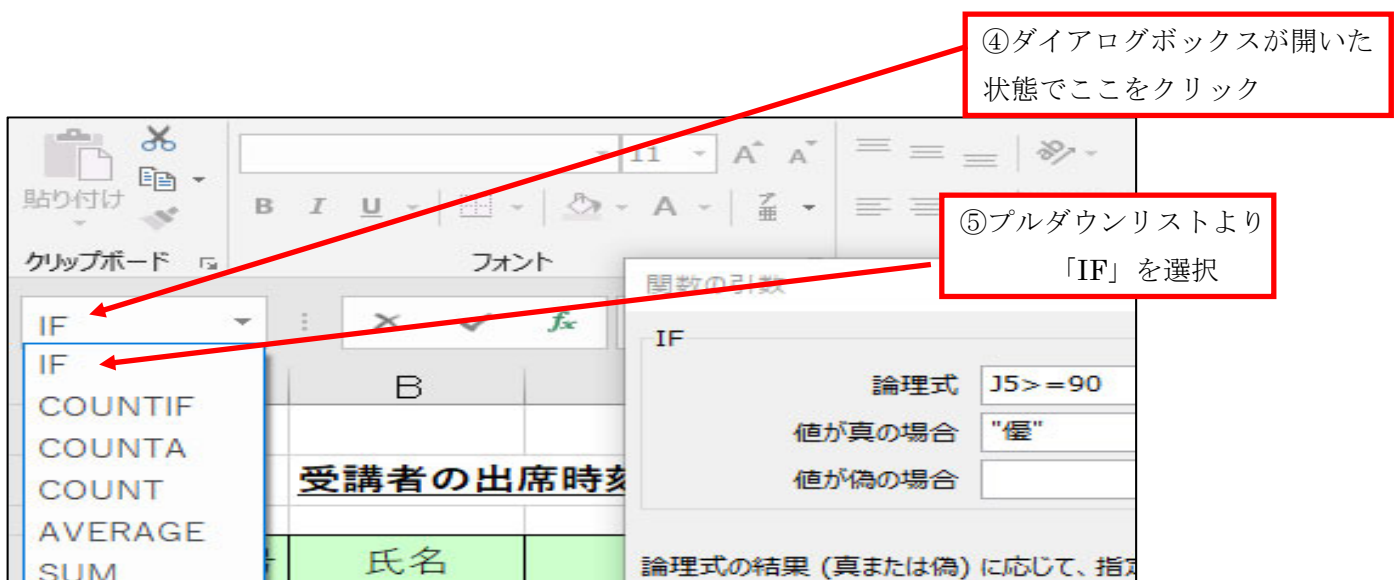 ④ダイアログボックスが開いた
状態でここをクリック
貼り付け
11
A A
B I U
A
ア亜
クリップボード
フォント
⑤プルダウンリストより
「IF」を選択
関数の引数
IF
fx
IF
IF
COUNTIF
COUNTA
COUNT
AVERAGE
SUM
B
受講者の出席時刻
氏名
論理式 J5>=90
値が真の場合 "優"
値が偽の場合
論理式の結果 (真または偽) に応じて、指定